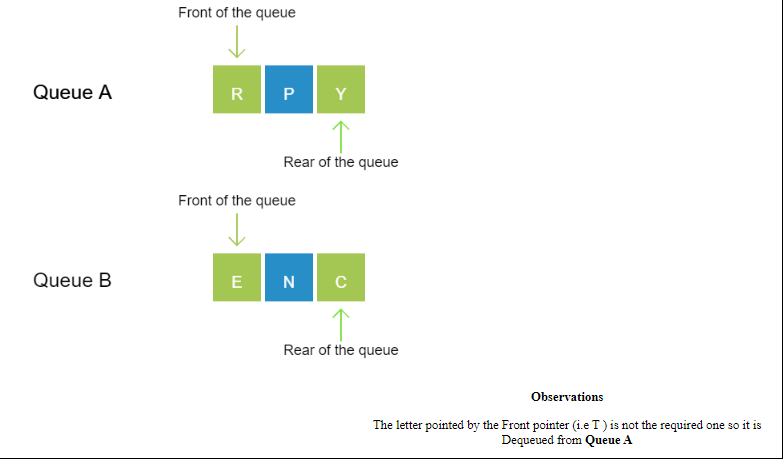 Front of the queue
Queue A
R P Y
Rear of the queue
Front of the queue
Queue B
E N C
Rear of the queue
Observations
The letter pointed by the Front pointer (i.e T ) is not the required one so it is
Dequeued from Queue A